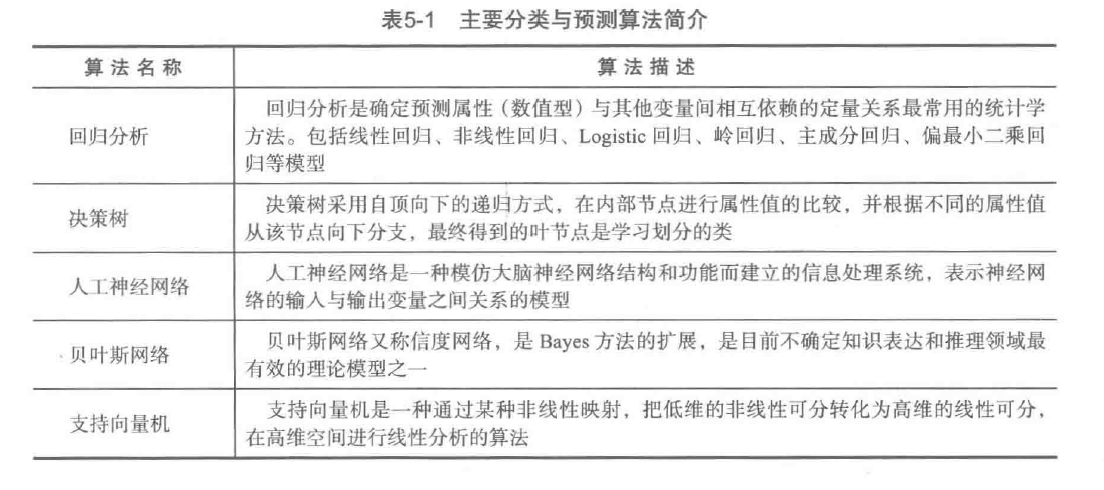 表5-1 主要分类与预测算法简介
算法名称 算法描述
回归分析
回归分析是确定预测属性（数值型）与其他变量间相互依赖的定量关系最常用的统计学
方法。包括线性回归、非线性回归、Logistic 回归、岭回归、主成分回归、偏最小二乘回
归等模型
决策树
决策树采用自顶向下的递归方式，在内部节点进行属性值的比较，并根据不同的属性值
从该节点向下分支，最终得到的叶节点是学习划分的类
人工神经网络
人工神经网络是一种模仿大脑神经网络结构和功能而建立的信息处理系统，表示神经网
络的输入与输出变量之间关系的模型
贝叶斯网络
贝叶斯网络又称信度网络，是 Bayes 方法的扩展，是目前不确定知识表达和推理领域最
有效的理论模型之一
支持向量机
支持向量机是一种通过某种非线性映射，把低维的非线性可分转化为高维的线性可分，
在高维空间进行线性分析的算法